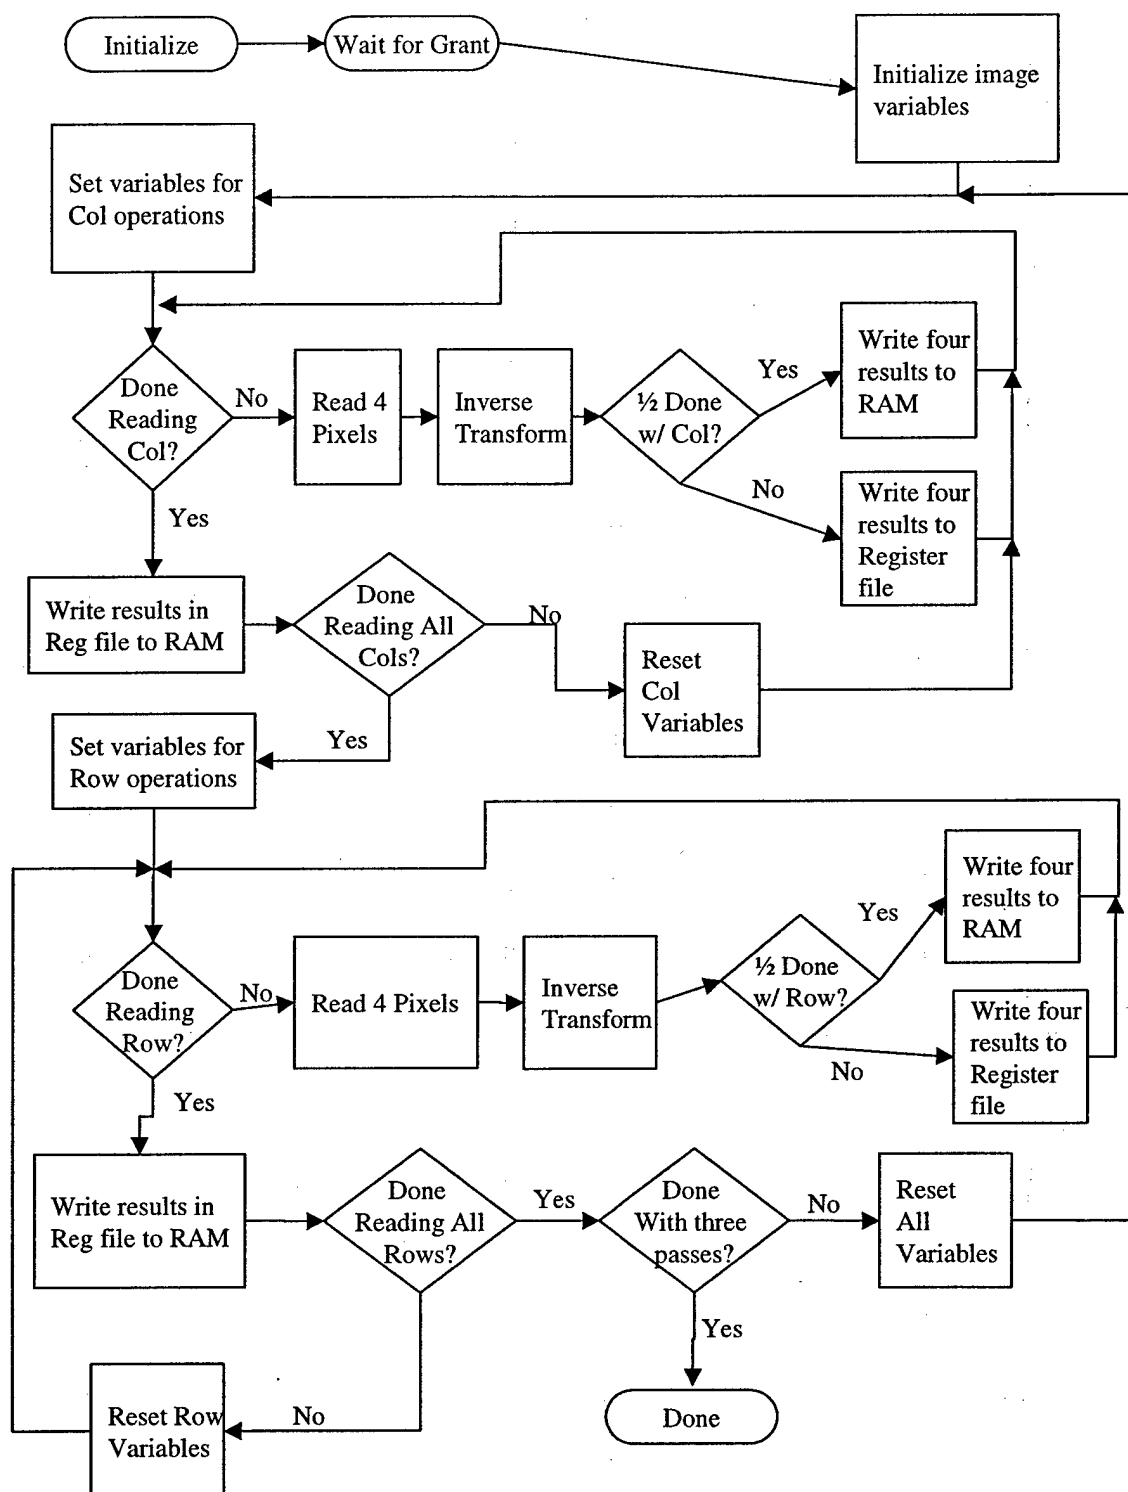 Initialize
Wait for Grant
Initialize image
variables
Set variables for
Col operations
Done
Reading
Col?
No
Read 4
Pixels
Inverse
Transform
½ Done
w/ Col?
Yes
Write four
results to
RAM
No
Write four
results to
Register
file
Yes
Write results in
Reg file to RAM
Done
Reading All
Cols?
No
Reset
Col
Variables
Yes
Set variables for
Row operations
Done
Reading
Row?
No
Read 4 Pixels
Inverse
Transform
½ Done
w/ Row?
Yes
Write four
results to
RAM
No
Write four
results to
Register
file
Yes
Write results in
Reg file to RAM
Done
Reading All
Rows?
Yes
Done
With three
passes?
No
Reset
All
Variables
Yes
Done
No
Reset Row
Variables